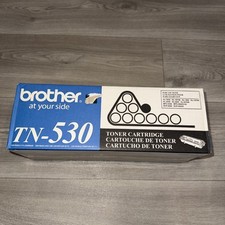 brother
at your side
TN-530
TONER CARTRIDGE
CARTOUCHE DE TONER
CARTUCHO DE TONER